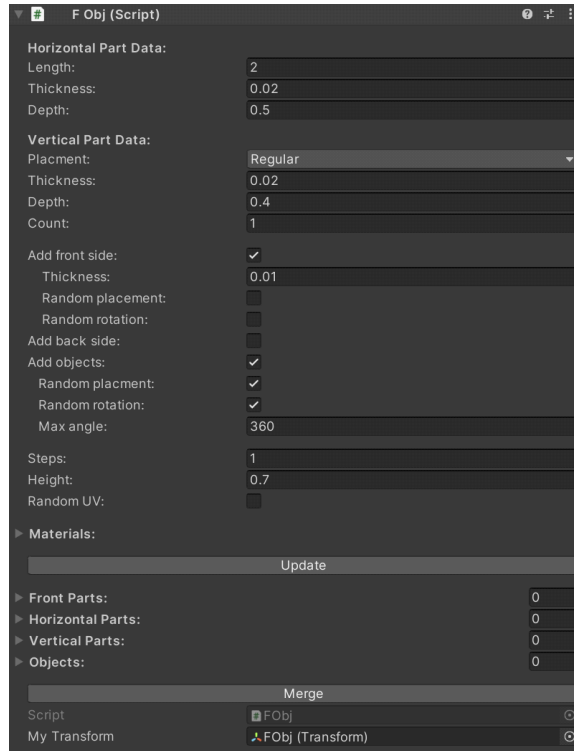 F Obj (Script)
Horizontal Part Data:
Length: 2
Thickness: 0.02
Depth: 0.5
Vertical Part Data:
Placment: Regular
Thickness: 0.02
Depth: 0.4
Count: 1
Add front side:
Thickness: 0.01
Random placement:
Random rotation:
Add back side:
Add objects:
Random placment:
Random rotation:
Max angle: 360
Steps: 1
Height: 0.7
Random UV:
Materials:
Update
Front Parts: 0
Horizontal Parts: 0
Vertical Parts: 0
Objects: 0
Merge
Script FObj
My Transform FObj (Transform)